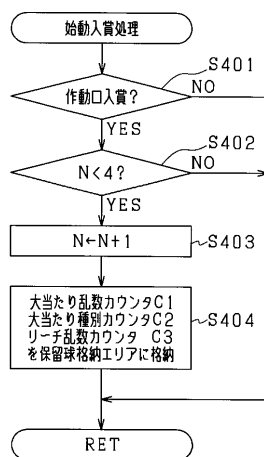 始動入賞処理
S401
作動口入賞?
NO
YES
S402
N<4?
NO
YES
N←N+1
S403
大当たり乱数カウンタC1
大当たり種別カウンタC2
リーチ乱数カウンタ C3
を保留球格納エリアに格納
S404
RET